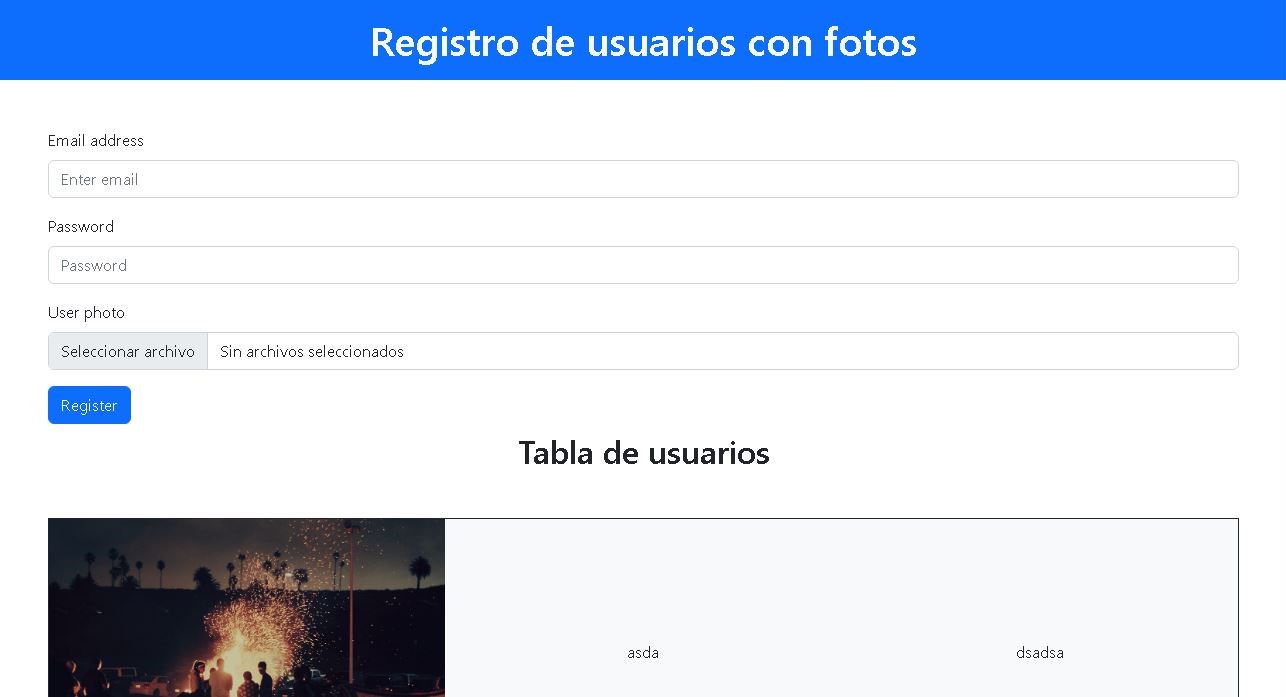 Registro de usuarios con fotos
Email address
Enter email
Password
Password
User photo
Seleccionar archivo Sin archivos seleccionados
Register
Tabla de usuarios
asda dsadsa